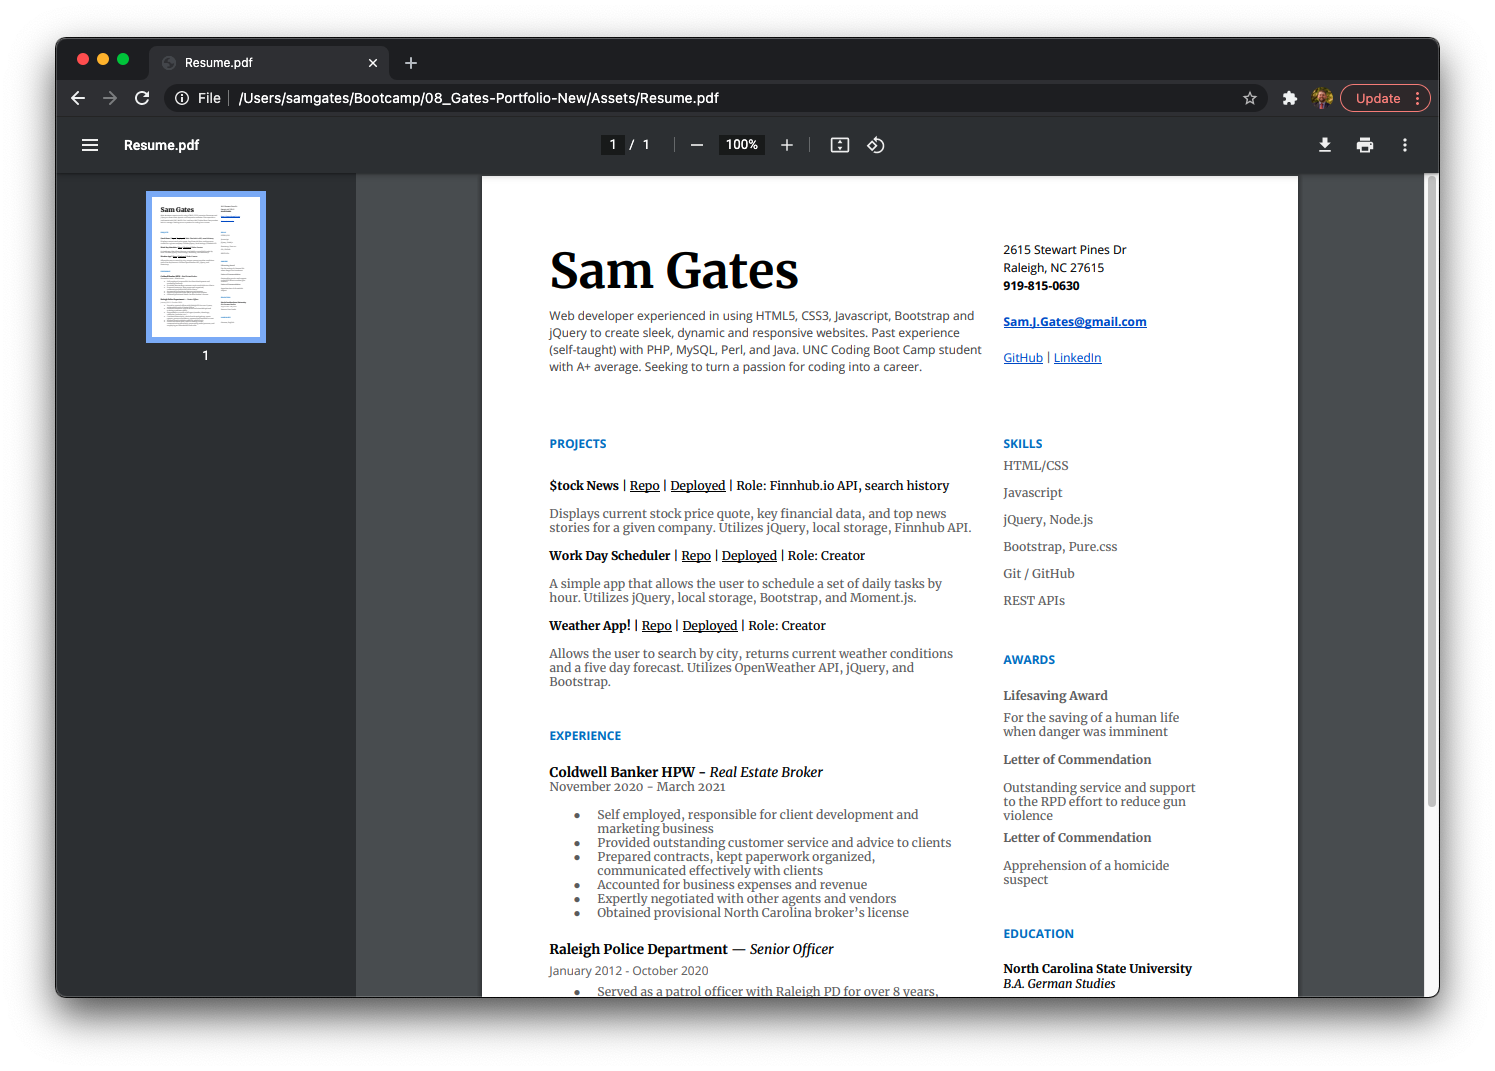 Resume.pdf
File | /Users/samgates/Bootcamp/08_Gates-Portfolio-New/Assets/Resume.pdf
Update
Resume.pdf
1 / 1
100%
Sam Gates
1
Sam Gates
Web developer experienced in using HTML5, CSS3, Javascript, Bootstrap and
jQuery to create sleek, dynamic and responsive websites. Past experience
(self-taught) with PHP, MySQL, Perl, and Java. UNC Coding Boot Camp student
with A+ average. Seeking to turn a passion for coding into a career.
2615 Stewart Pines Dr
Raleigh, NC 27615
919-815-0630
Sam.J.Gates@gmail.com
GitHub | LinkedIn
PROJECTS
$tock News | Repo | Deployed | Role: Finnhub.io API, search history
Displays current stock price quote, key financial data, and top news
stories for a given company. Utilizes jQuery, local storage, Finnhub API.
Work Day Scheduler | Repo | Deployed | Role: Creator
A simple app that allows the user to schedule a set of daily tasks by
hour. Utilizes jQuery, local storage, Bootstrap, and Moment.js.
Weather App! | Repo | Deployed | Role: Creator
Allows the user to search by city, returns current weather conditions
and a five day forecast. Utilizes OpenWeather API, jQuery, and
Bootstrap.
EXPERIENCE
Coldwell Banker HPW – Real Estate Broker
November 2020 - March 2021
● Self employed, responsible for client development and
marketing business
● Provided outstanding customer service and advice to clients
● Prepared contracts, kept paperwork organized,
communicated effectively with clients
● Accounted for business expenses and revenue
● Expertly negotiated with other agents and vendors
● Obtained provisional North Carolina broker's license
Raleigh Police Department — Senior Officer
January 2012 - October 2020
● Served as a patrol officer with Raleigh PD for over 8 years,
SKILLS
HTML/CSS
Javascript
jQuery, Node.js
Bootstrap, Pure.css
Git / GitHub
REST APIs
AWARDS
Lifesaving Award
For the saving of a human life
when danger was imminent
Letter of Commendation
Outstanding service and support
to the RPD effort to reduce gun
violence
Letter of Commendation
Apprehension of a homicide
suspect
EDUCATION
North Carolina State University
B.A. German Studies